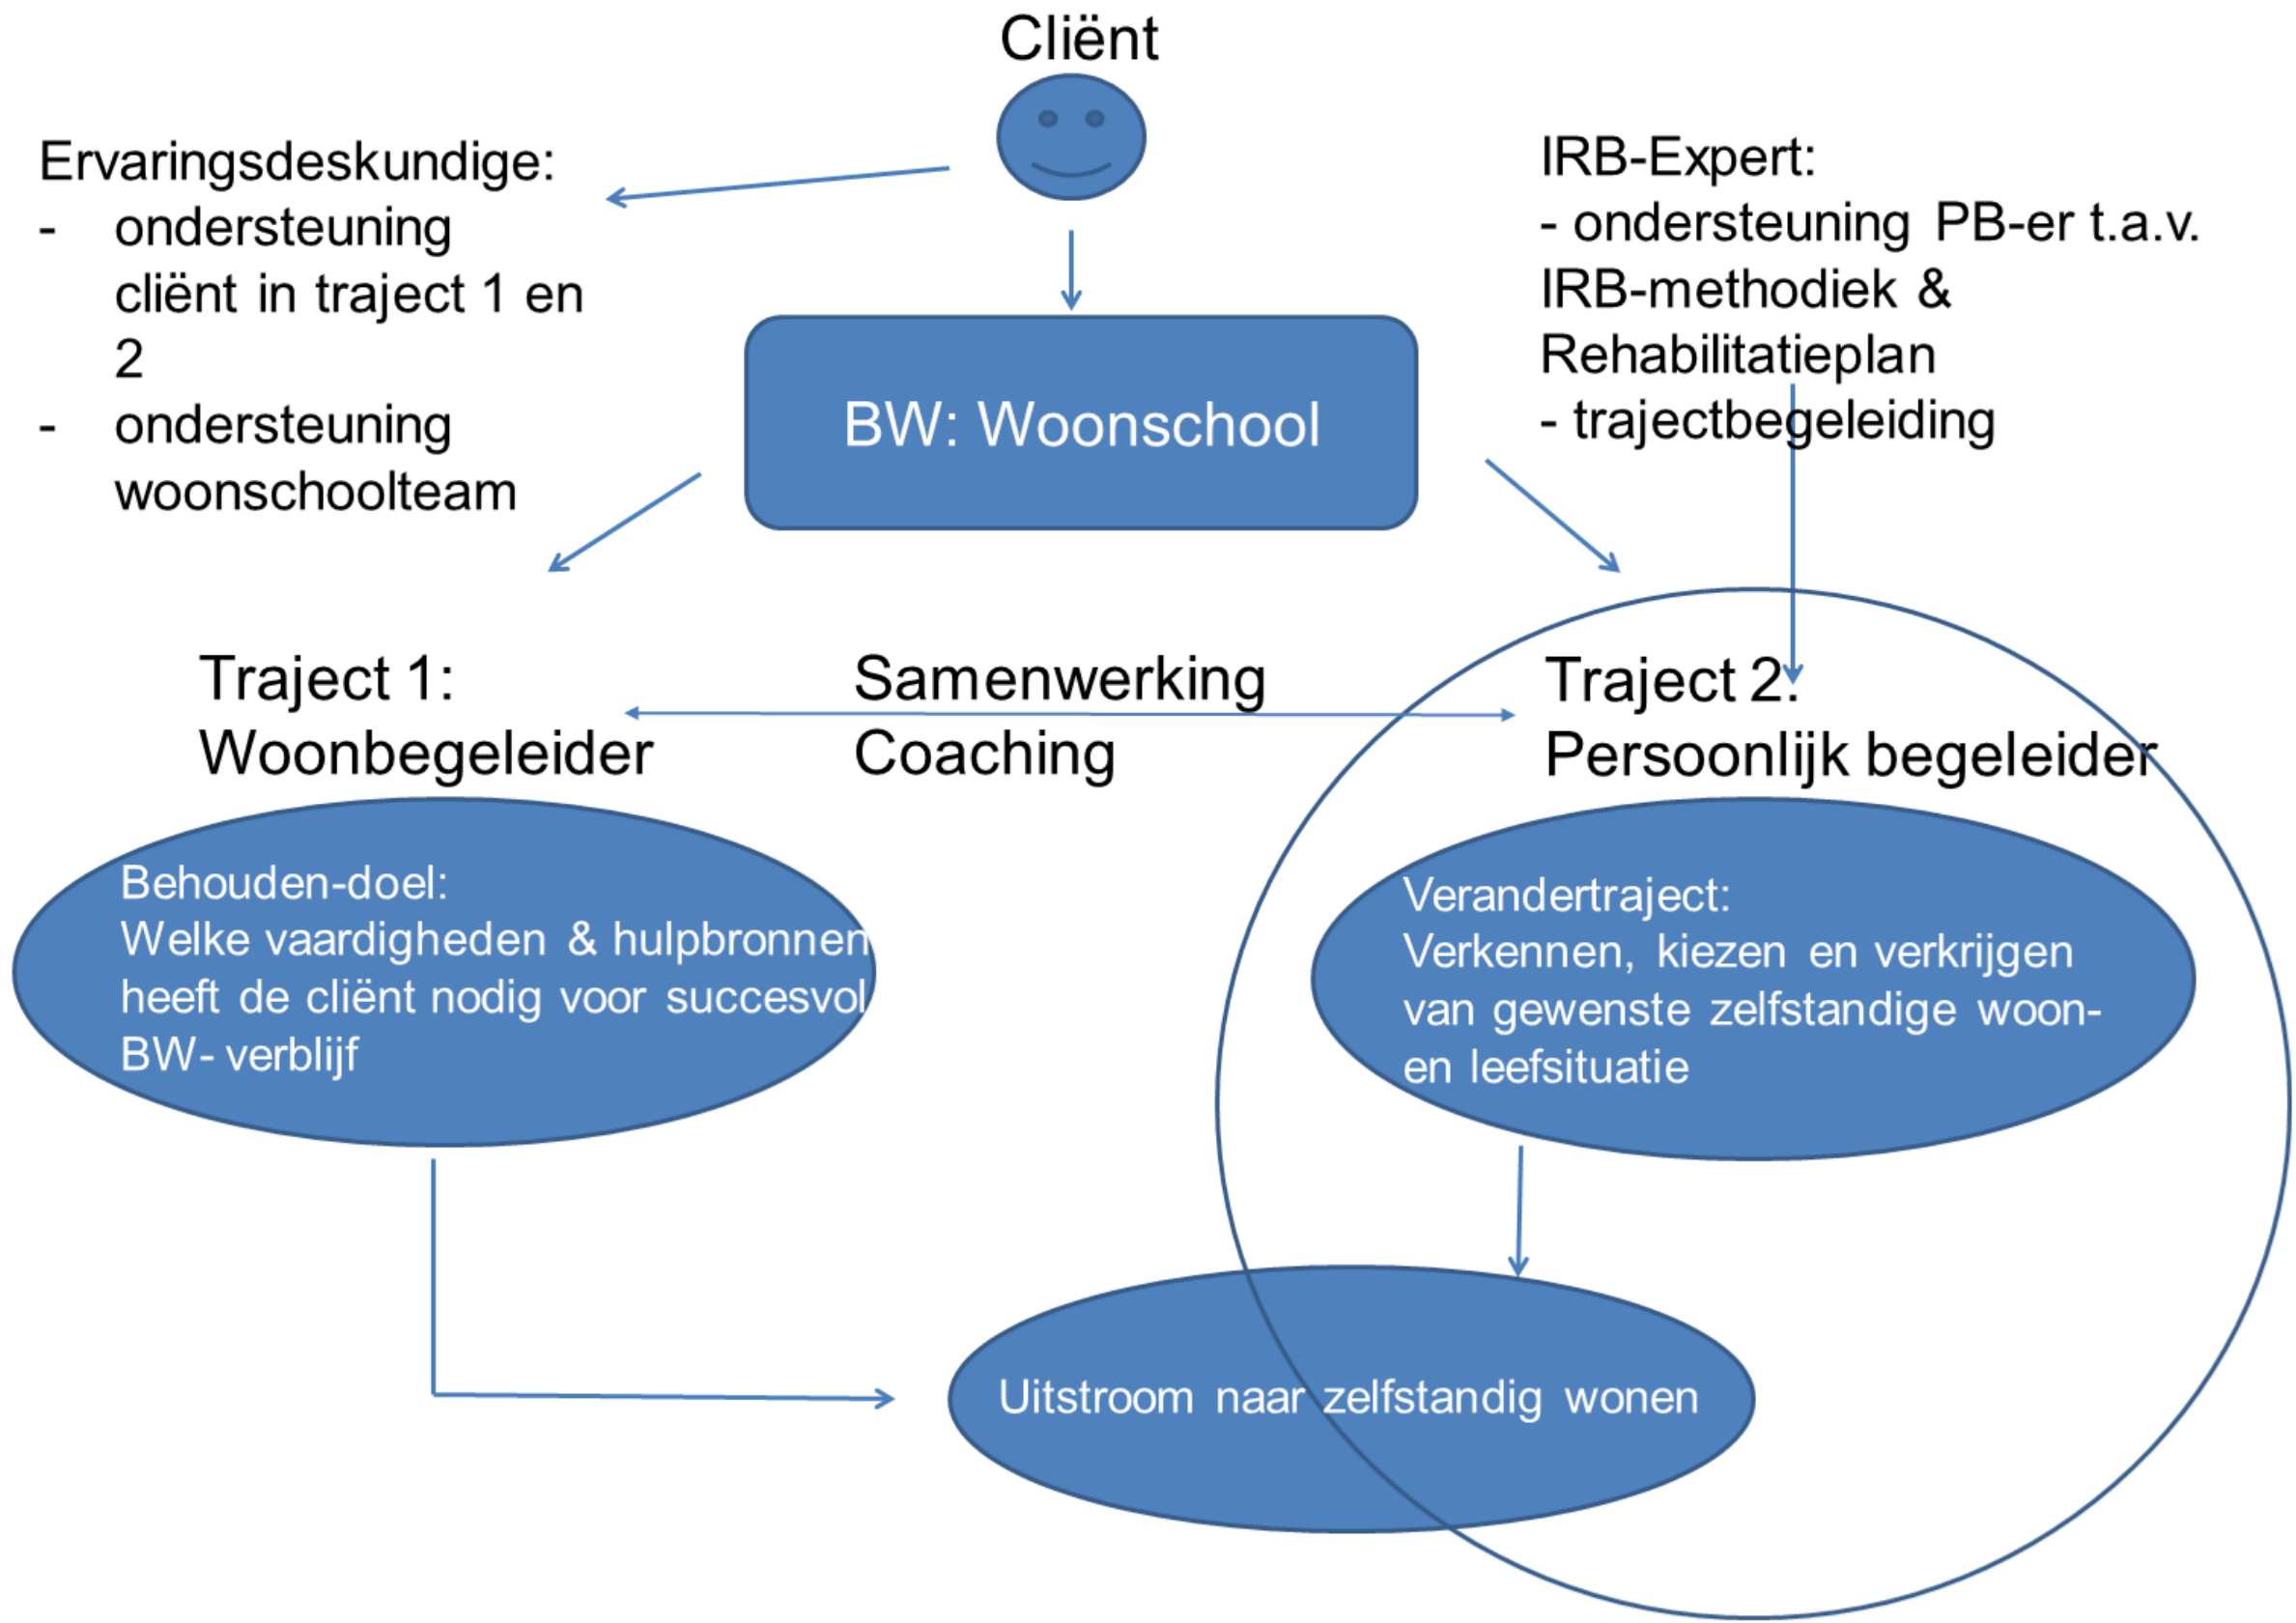 Cliënt
Ervaringsdeskundige:
- ondersteuning
cliënt in traject 1 en
2
- ondersteuning
woonschoolteam
IRB-Expert:
- ondersteuning PB-er t.a.v.
IRB-methodiek &
Rehabilitatieplan
- trajectbegeleiding
BW: Woonschool
Traject 1:
Woonbegeleider
Samenwerking
Coaching
Traject 2:
Persoonlijk begeleider
Behouden-doel:
Welke vaardigheden & hulpbronnen
heeft de cliënt nodig voor succesvol
BW- verblijf
Verandertraject:
Verkennen, kiezen en verkrijgen
van gewenste zelfstandige woon-
en leefsituatie
Uitstroom naar zelfstandig wonen